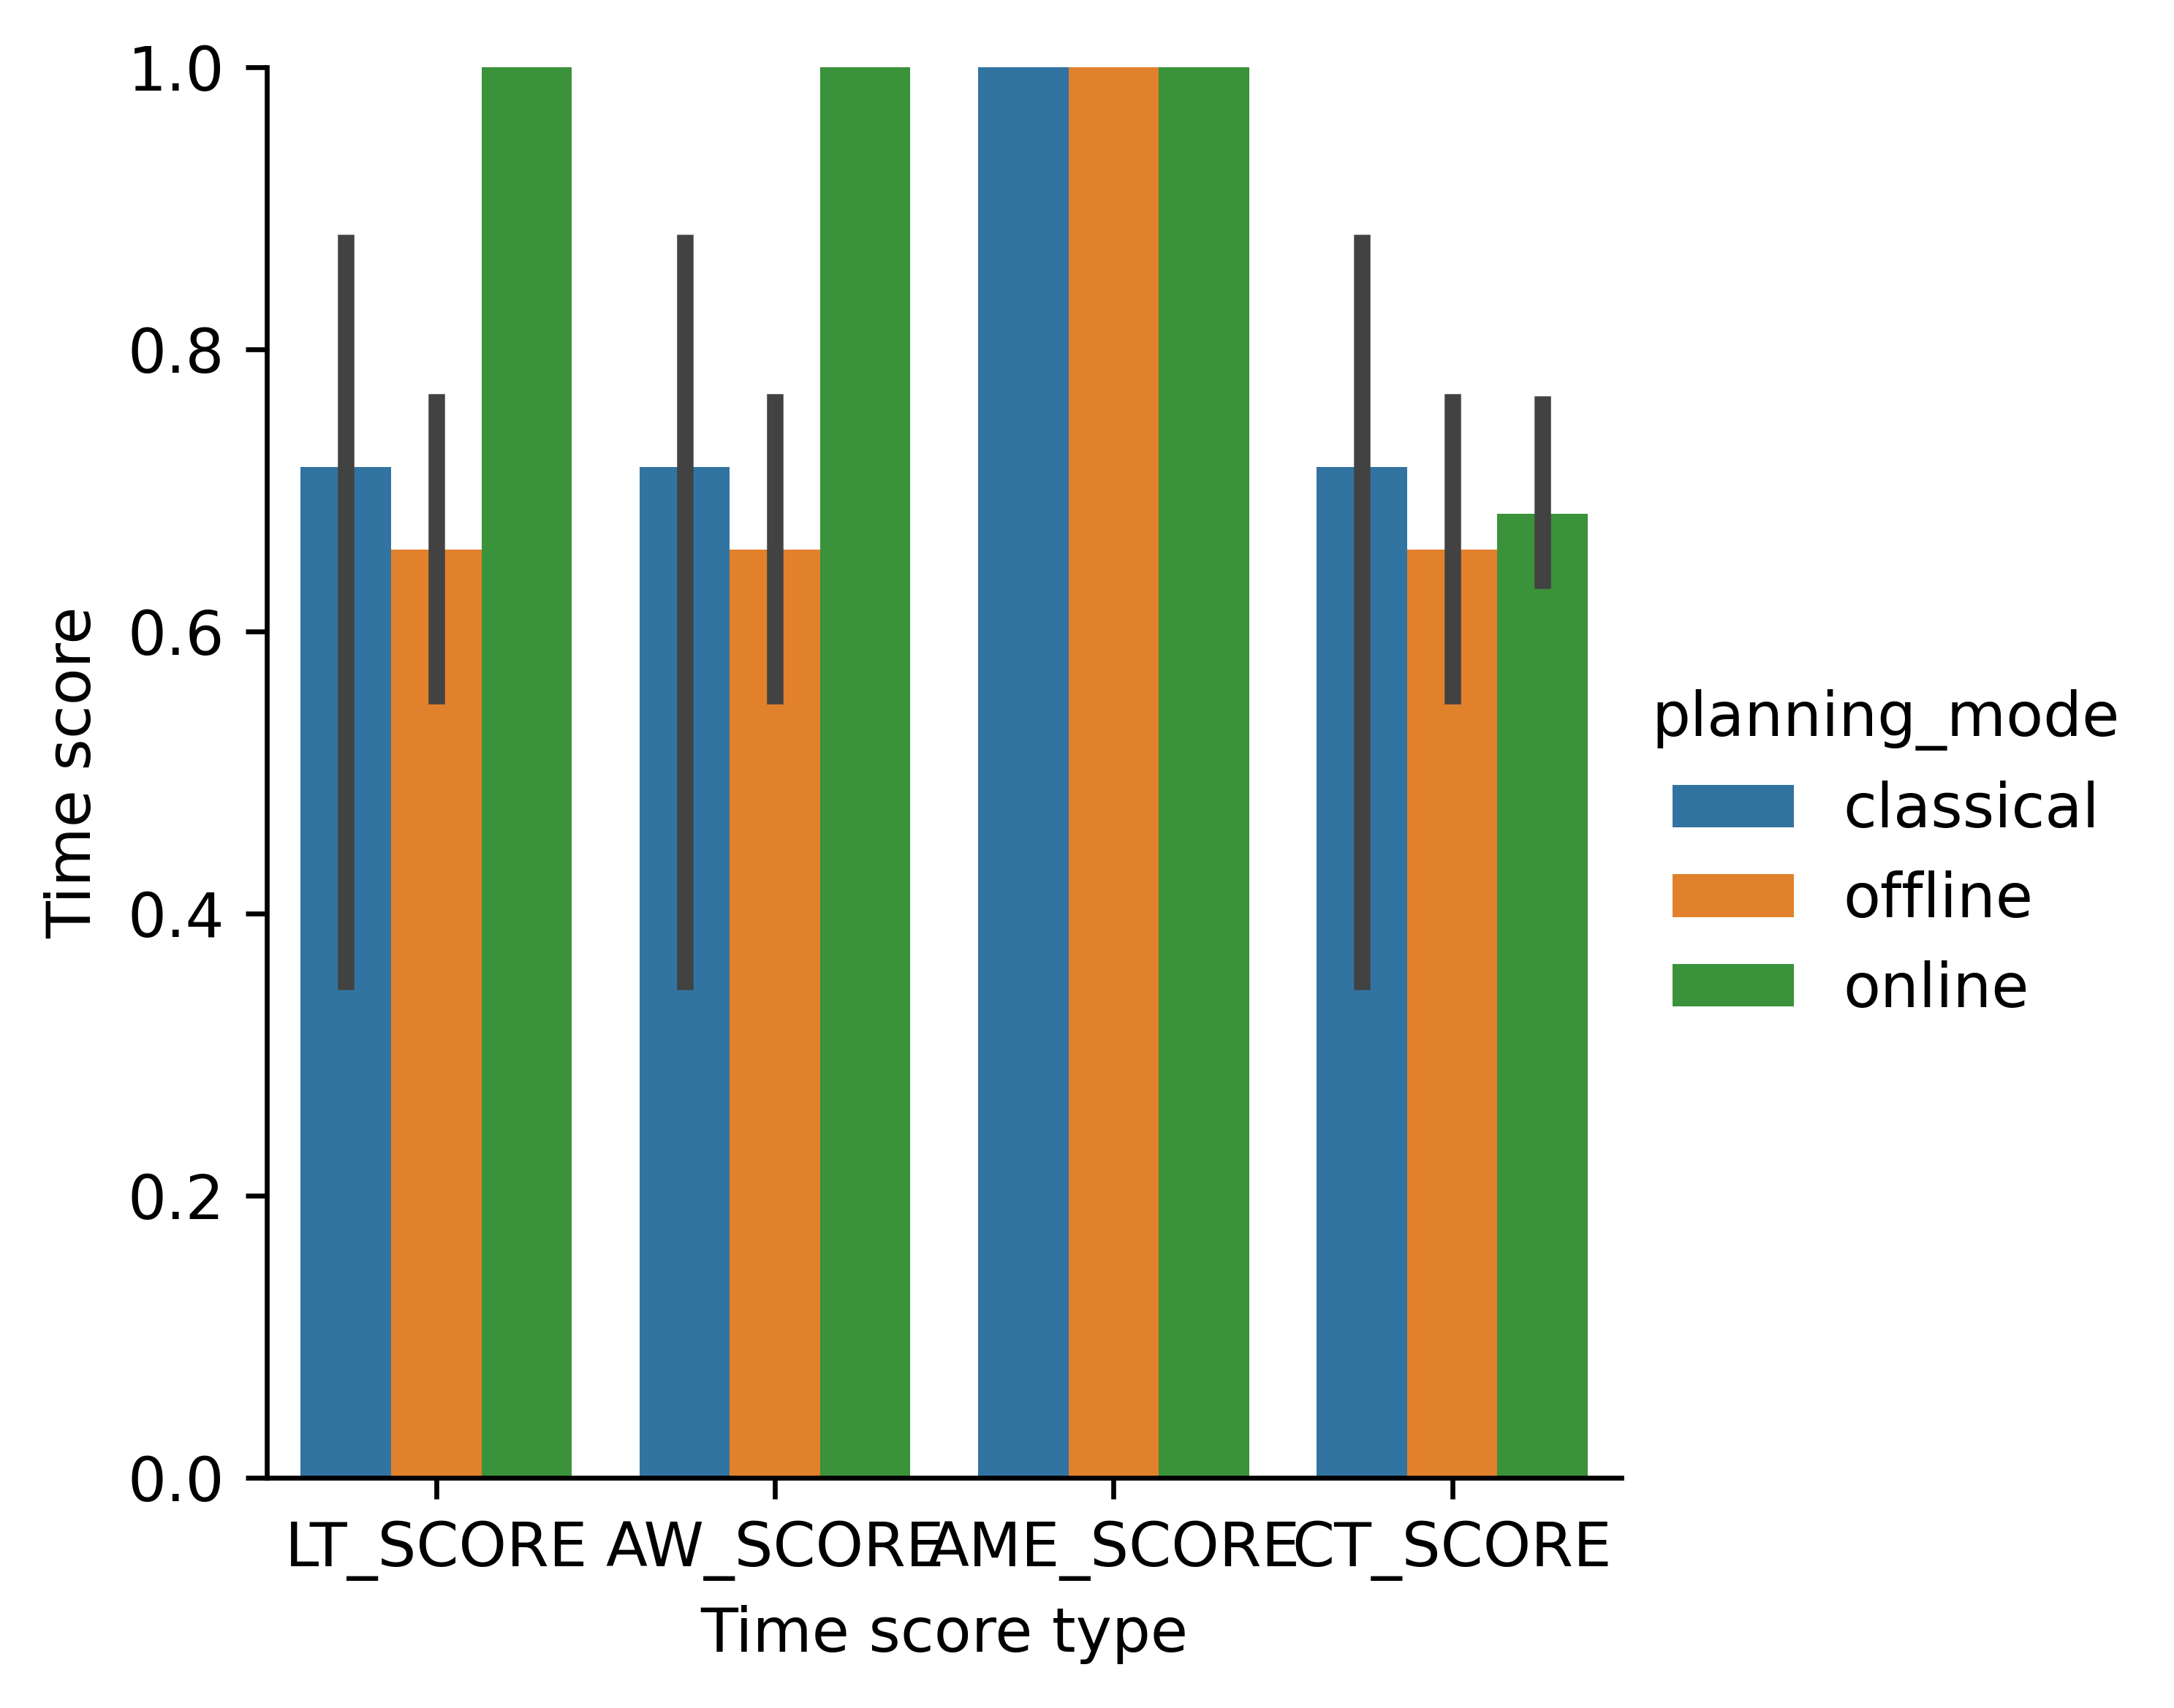 1.0
0.8
0.6
0.4
0.2
0.0
Time score
LT_SCORE AW_SCORE AME_SCORE CT_SCORE
Time score type
planning_mode
classical
offline
online